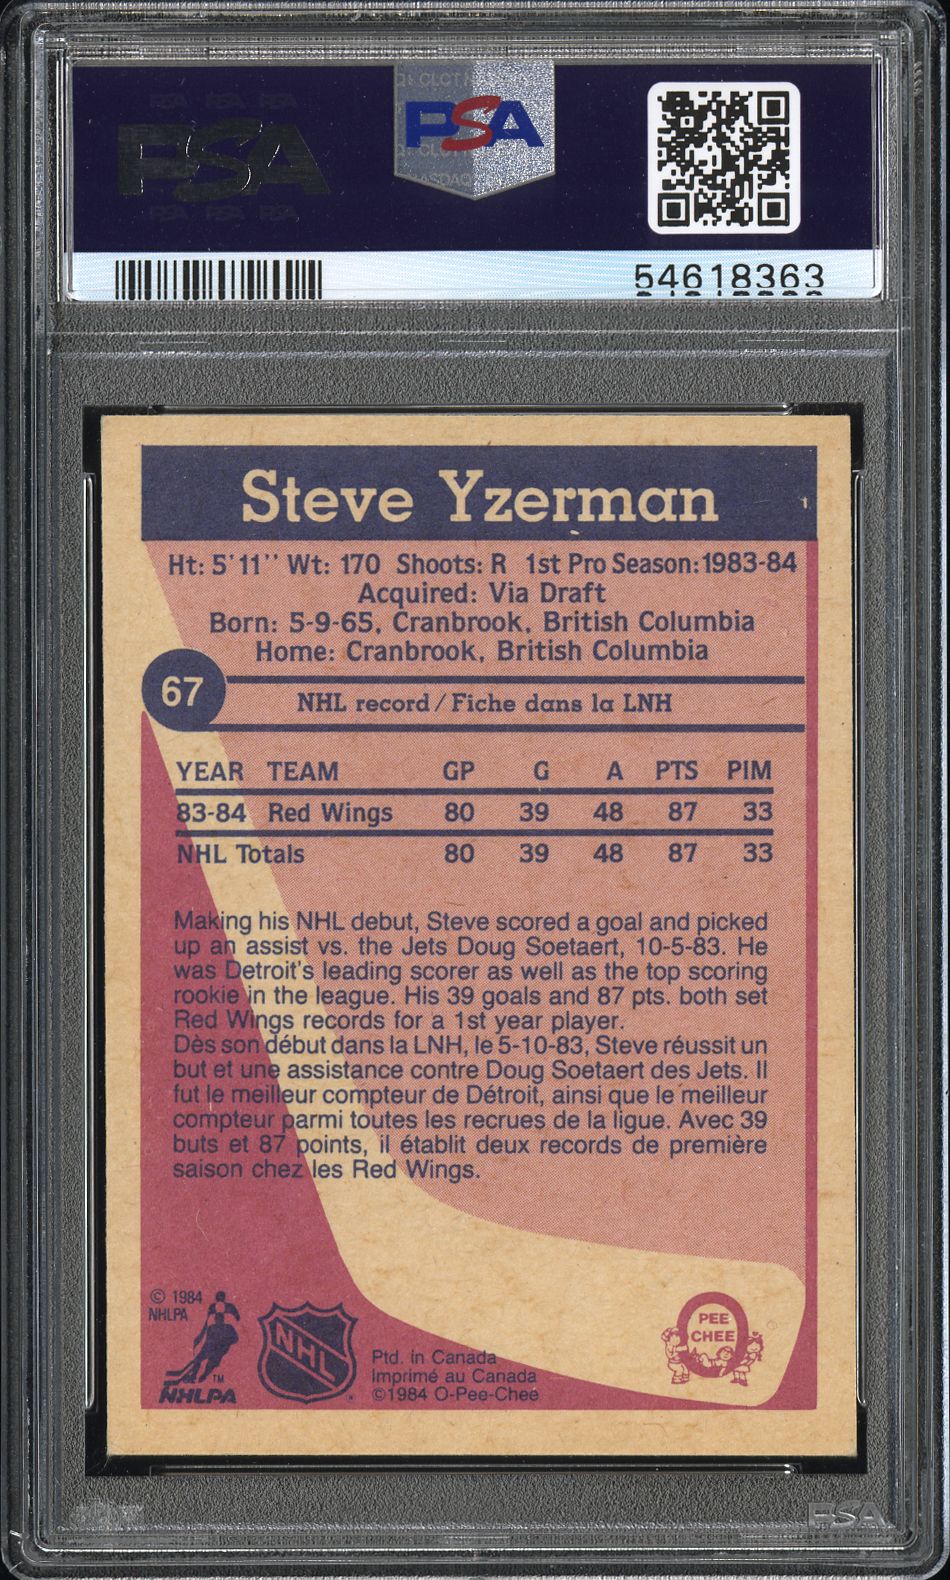 PSA
PSA
54618363
Steve Yzerman
Ht: 5'11'' Wt: 170 Shoots: R 1st Pro Season: 1983-84
Acquired: Via Draft
Born: 5-9-65, Cranbrook, British Columbia
Home: Cranbrook, British Columbia
67
NHL record / Fiche dans la LNH
YEAR TEAM GP G A PTS PIM
83-84 Red Wings 80 39 48 87 33
NHL Totals 80 39 48 87 33
Making his NHL debut, Steve scored a goal and picked
up an assist vs. the Jets Doug Soetaert, 10-5-83. He
was Detroit's leading scorer as well as the top scoring
rookie in the league. His 39 goals and 87 pts. both set
Red Wings records for a 1st year player.
Dès son début dans la LNH, le 5-10-83, Steve réussit un
but et une assistance contre Doug Soetaert des Jets. Il
fut le meilleur compteur de Détroit, ainsi que le meilleur
compteur parmi toutes les recrues de la ligue. Avec 39
buts et 87 points, il établit deux records de première
saison chez les Red Wings.
© 1984
NHLPA
TM
NHLPA
NHL
Ptd. in Canada
Imprimé au Canada
©1984 O-Pee-Chee
PEE
CHEE
PSA